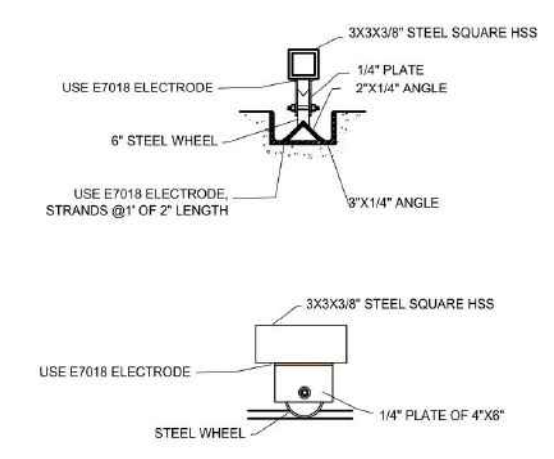 3X3X3/8" STEEL SQUARE HSS
USE E7018 ELECTRODE
1/4" PLATE
2"X1/4" ANGLE
6" STEEL WHEEL
USE E7018 ELECTRODE,
STRANDS @1' OF 2" LENGTH
3"X1/4" ANGLE
3X3X3/8" STEEL SQUARE HSS
USE E7018 ELECTRODE
1/4" PLATE OF 4"X6"
STEEL WHEEL